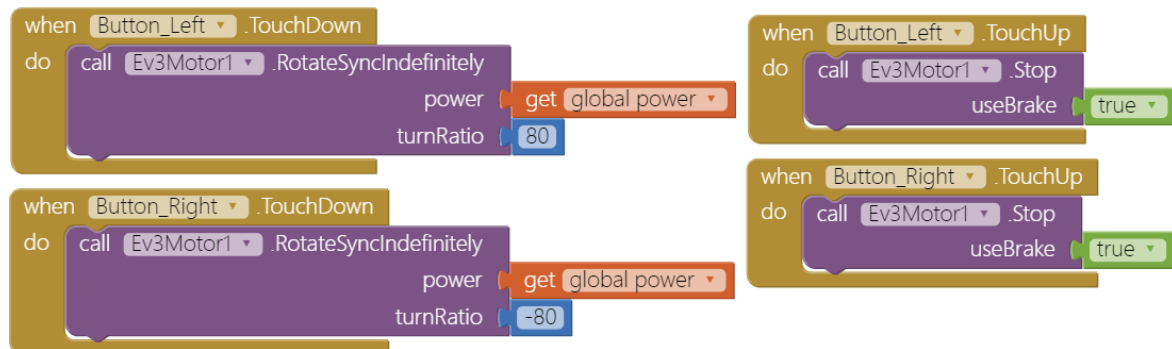 when Button_Left .TouchDown
do call Ev3Motor1 .RotateSyncIndefinitely
power get global power
turnRatio 80
when Button_Right .TouchDown
do call Ev3Motor1 .RotateSyncIndefinitely
power get global power
turnRatio -80
when Button_Left .TouchUp
do call Ev3Motor1 .Stop
useBrake true
when Button_Right .TouchUp
do call Ev3Motor1 .Stop
useBrake true